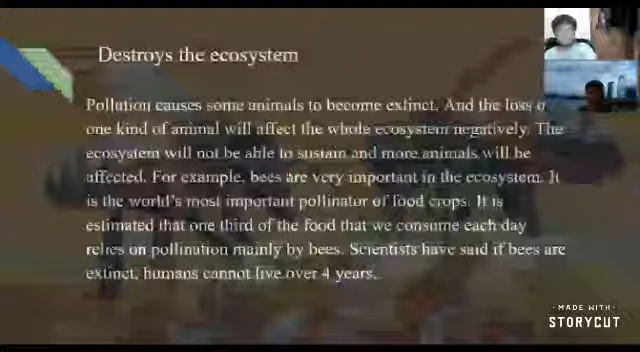 Destroys the ecosystem
Pollution causes some animals to become extinct. And the loss o
one kind of animal will affect the whole ecosystem negatively. The
ecosystem will not be able to sustain and more animals will be
affected. For example, bees are very important in the ecosystem. It
is the world's most important pollinator of food crops. It is
estimated that one third of the food that we consume each day
relies on pollination mainly by bees. Scientists have said if bees are
extinct, humans cannot live over 4 years.
· MADE WITH ·
STORYCUT